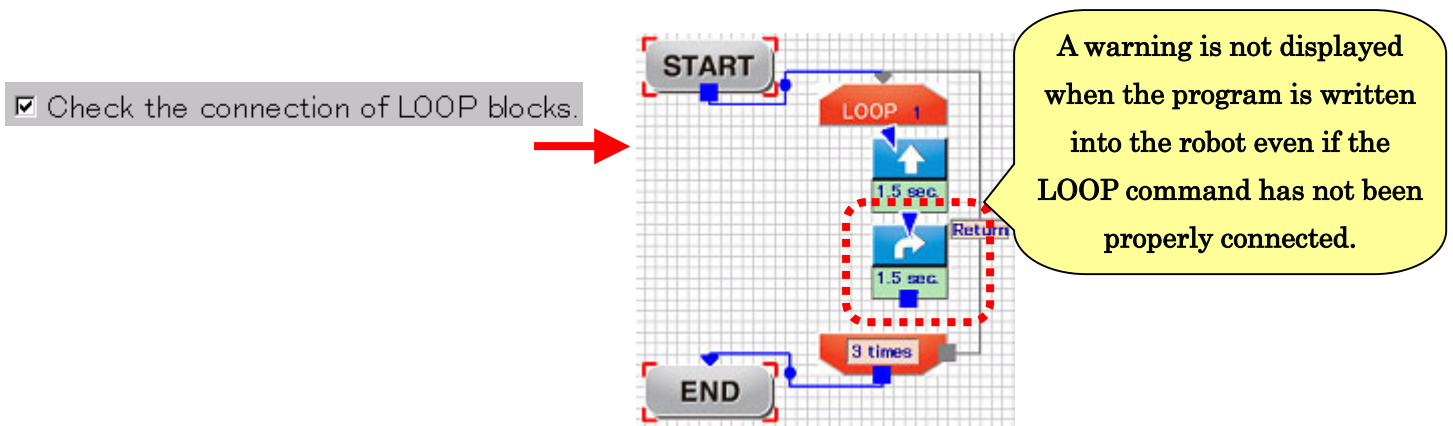 Check the connection of LOOP blocks.
START
LOOP 1
1.5 sec.
Return
1.5 sec.
3 times
END
A warning is not displayed
when the program is written
into the robot even if the
LOOP command has not been
properly connected.